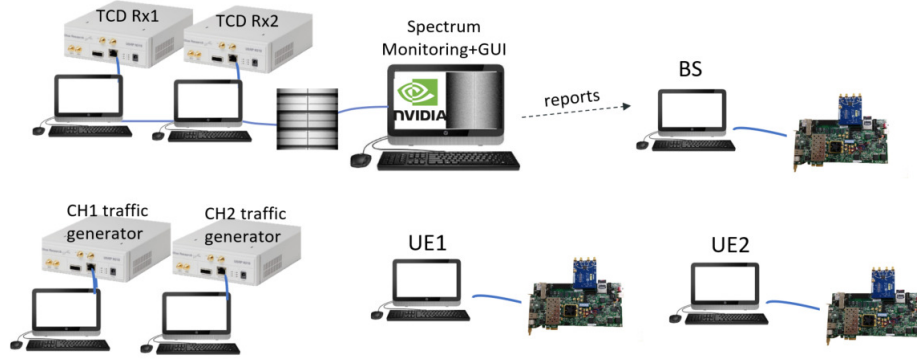 TCD Rx1
TCD Rx2
Spectrum
Monitoring+GUI
BS
NVIDIA
reports
CH1 traffic
generator
CH2 traffic
generator
UE1
UE2